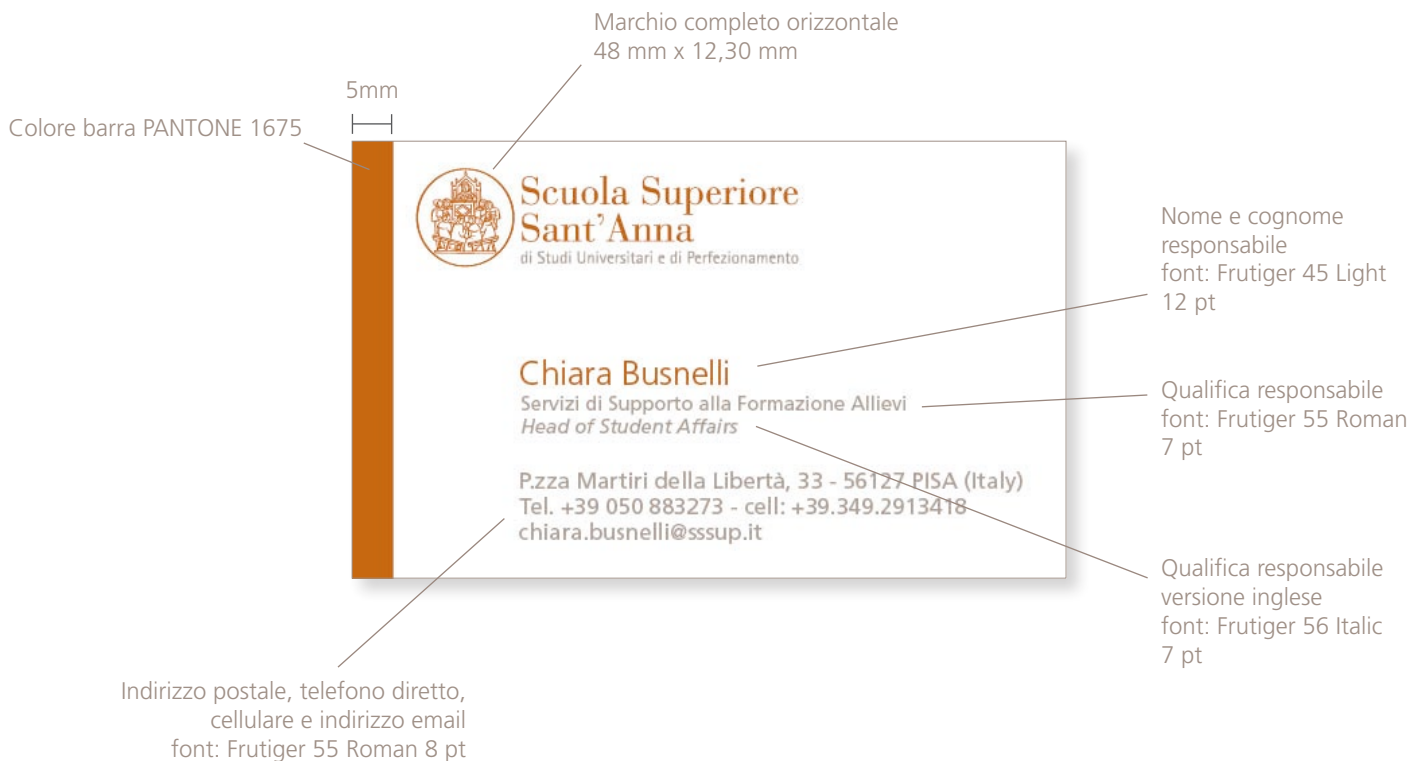 Marchio completo orizzontale
48 mm x 12,30 mm
5mm
Colore barra PANTONE 1675
Scuola Superiore
Sant'Anna
di Studi Universitari e di Perfezionamento
Nome e cognome
responsabile
font: Frutiger 45 Light
12 pt
Chiara Busnelli
Servizi di Supporto alla Formazione Allievi
Head of Student Affairs
Qualifica responsabile
font: Frutiger 55 Roman
7 pt
P.zza Martiri della Libertà, 33 - 56127 PISA (Italy)
Tel. +39 050 883273 - cell: +39.349.2913418
chiara.busnelli@sssup.it
Qualifica responsabile
versione inglese
font: Frutiger 56 Italic
7 pt
Indirizzo postale, telefono diretto,
cellulare e indirizzo email
font: Frutiger 55 Roman 8 pt